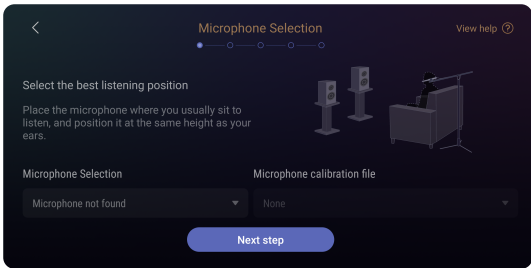 Microphone Selection
View help
Select the best listening position
Place the microphone where you usually sit to
listen, and position it at the same height as your
ears.
Microphone Selection
Microphone calibration file
Microphone not found
None
Next step